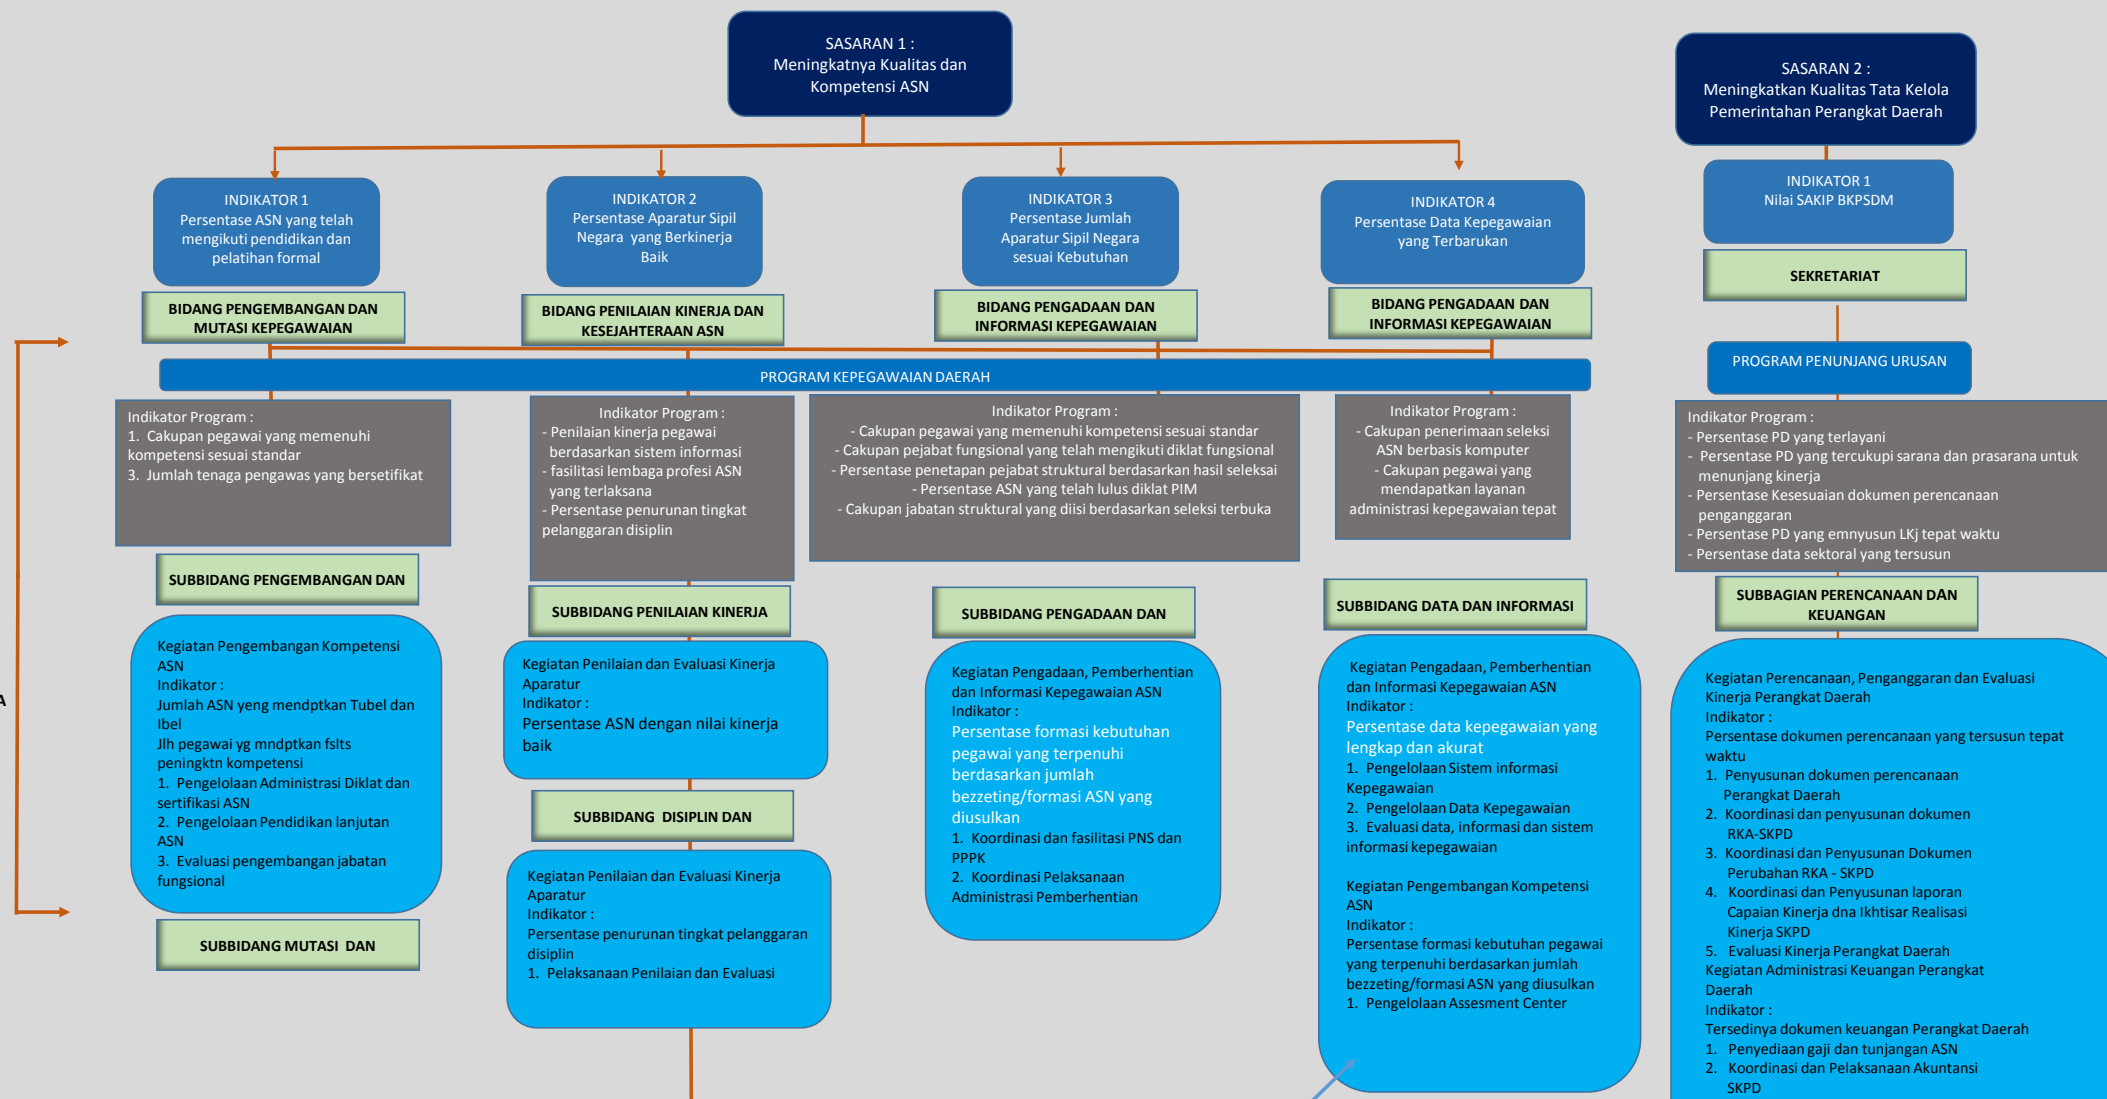 SASARAN 1 :
Meningkatnya Kualitas dan
Kompetensi ASN
SASARAN 2 :
Meningkatkan Kualitas Tata Kelola
Pemerintahan Perangkat Daerah
INDIKATOR 1
Persentase ASN yang telah
mengikuti pendidikan dan
pelatihan formal
INDIKATOR 2
Persentase Aparatur Sipil
Negara yang Berkinerja
Baik
INDIKATOR 3
Persentase Jumlah
Aparatur Sipil Negara
sesuai Kebutuhan
INDIKATOR 4
Persentase Data Kepegawaian
yang Terbarukan
INDIKATOR 1
Nilai SAKIP BKPSDM
BIDANG PENGEMBANGAN DAN
MUTASI KEPEGAWAIAN
BIDANG PENILAIAN KINERJA DAN
KESEJAHTERAAN ASN
BIDANG PENGADAAN DAN
INFORMASI KEPEGAWAIAN
BIDANG PENGADAAN DAN
INFORMASI KEPEGAWAIAN
SEKRETARIAT
PROGRAM KEPEGAWAIAN DAERAH
PROGRAM PENUNJANG URUSAN
Indikator Program :
1. Cakupan pegawai yang memenuhi
kompetensi sesuai standar
3. Jumlah tenaga pengawas yang bersetifikat
Indikator Program :
- Penilaian kinerja pegawai
berdasarkan sistem informasi
- fasilitasi lembaga profesi ASN
yang terlaksana
- Persentase penurunan tingkat
pelanggaran disiplin
Indikator Program :
- Cakupan pegawai yang memenuhi kompetensi sesuai standar
- Cakupan pejabat fungsional yang telah mengikuti diklat fungsional
- Persentase penetapan pejabat struktural berdasarkan hasil seleksai
- Persentase ASN yang telah lulus diklat PIM
- Cakupan jabatan struktural yang diisi berdasarkan seleksi terbuka
Indikator Program :
- Cakupan penerimaan seleksi
ASN berbasis komputer
- Cakupan pegawai yang
mendapatkan layanan
administrasi kepegawaian tepat
Indikator Program :
- Persentase PD yang terlayani
- Persentase PD yang tercukupi sarana dan prasarana untuk
menunjang kinerja
- Persentase Kesesuaian dokumen perencanaan
penganggaran
- Persentase PD yang emnyusun LKj tepat waktu
- Persentase data sektoral yang tersusun
SUBBIDANG PENGEMBANGAN DAN
SUBBIDANG PENILAIAN KINERJA
SUBBIDANG PENGADAAN DAN
SUBBIDANG DATA DAN INFORMASI
SUBBAGIAN PERENCANAAN DAN
KEUANGAN
A
Kegiatan Pengembangan Kompetensi
ASN
Indikator :
Jumlah ASN yeng mendptkan Tubel dan
Ibel
Jlh pegawai yg mndptkan fslts
peningktn kompetensi
1. Pengelolaan Administrasi Diklat dan
sertifikasi ASN
2. Pengelolaan Pendidikan lanjutan
ASN
3. Evaluasi pengembangan jabatan
fungsional
SUBBIDANG MUTASI DAN
Kegiatan Penilaian dan Evaluasi Kinerja
Aparatur
Indikator :
Persentase ASN dengan nilai kinerja
baik
SUBBIDANG DISIPLIN DAN
Kegiatan Penilaian dan Evaluasi Kinerja
Aparatur
Indikator :
Persentase penurunan tingkat pelanggaran
disiplin
1. Pelaksanaan Penilaian dan Evaluasi
Kegiatan Pengadaan, Pemberhentian
dan Informasi Kepegawaian ASN
Indikator :
Persentase formasi kebutuhan
pegawai yang terpenuhi
berdasarkan jumlah
bezzeting/formasi ASN yang
diusulkan
1. Koordinasi dan fasilitasi PNS dan
PPPK
2. Koordinasi Pelaksanaan
Administrasi Pemberhentian
Kegiatan Pengadaan, Pemberhentian
dan Informasi Kepegawaian ASN
Indikator :
Persentase data kepegawaian yang
lengkap dan akurat
1. Pengelolaan Sistem informasi
Kepegawaian
2. Pengelolaan Data Kepegawaian
3. Evaluasi data, informasi dan sistem
informasi kepegawaian
Kegiatan Pengembangan Kompetensi
ASN
Indikator :
Persentase formasi kebutuhan pegawai
yang terpenuhi berdasarkan jumlah
bezzeting/formasi ASN yang diusulkan
1. Pengelolaan Assesment Center
Kegiatan Perencanaan, Penganggaran dan Evaluasi
Kinerja Perangkat Daerah
Indikator :
Persentase dokumen perencanaan yang tersusun tepat
waktu
1. Penyusunan dokumen perencanaan
Perangkat Daerah
2. Koordinasi dan penyusunan dokumen
RKA-SKPD
3. Koordinasi dan Penyusunan Dokumen
Perubahan RKA - SKPD
4. Koordinasi dan Penyusunan laporan
Capaian Kinerja dna Ikhtisar Realisasi
Kinerja SKPD
5. Evaluasi Kinerja Perangkat Daerah
Kegiatan Administrasi Keuangan Perangkat
Daerah
Indikator :
Tersedinya dokumen keuangan Perangkat Daerah
1. Penyediaan gaji dan tunjangan ASN
2. Koordinasi dan Pelaksanaan Akuntansi
SKPD